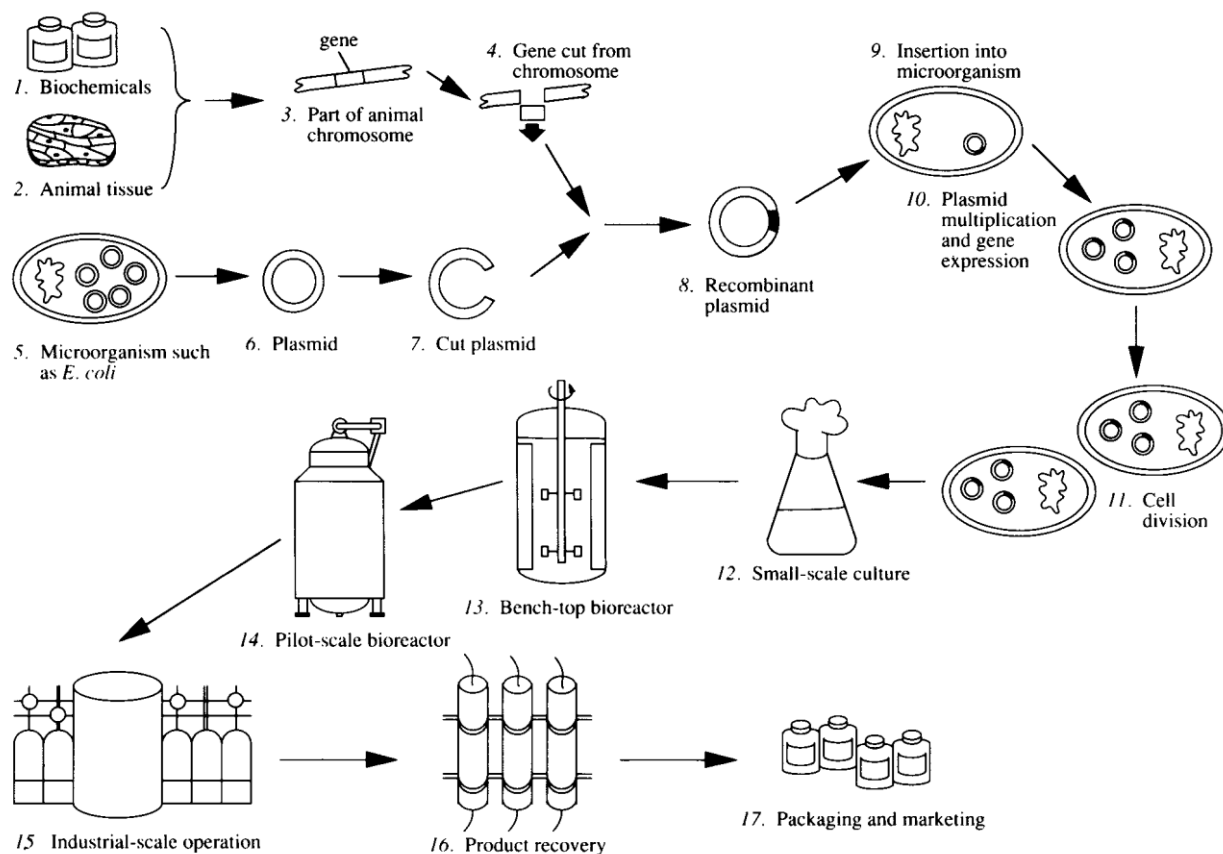 1. Biochemicals
2. Animal tissue
gene
3. Part of animal
chromosome
4. Gene cut from
chromosome
5. Microorganism such
as E. coli
6. Plasmid
7. Cut plasmid
8. Recombinant
plasmid
9. Insertion into
microorganism
10. Plasmid
multiplication
and gene
expression
11. Cell
division
12. Small-scale culture
13. Bench-top bioreactor
14. Pilot-scale bioreactor
15 Industrial-scale operation
16. Product recovery
17. Packaging and marketing